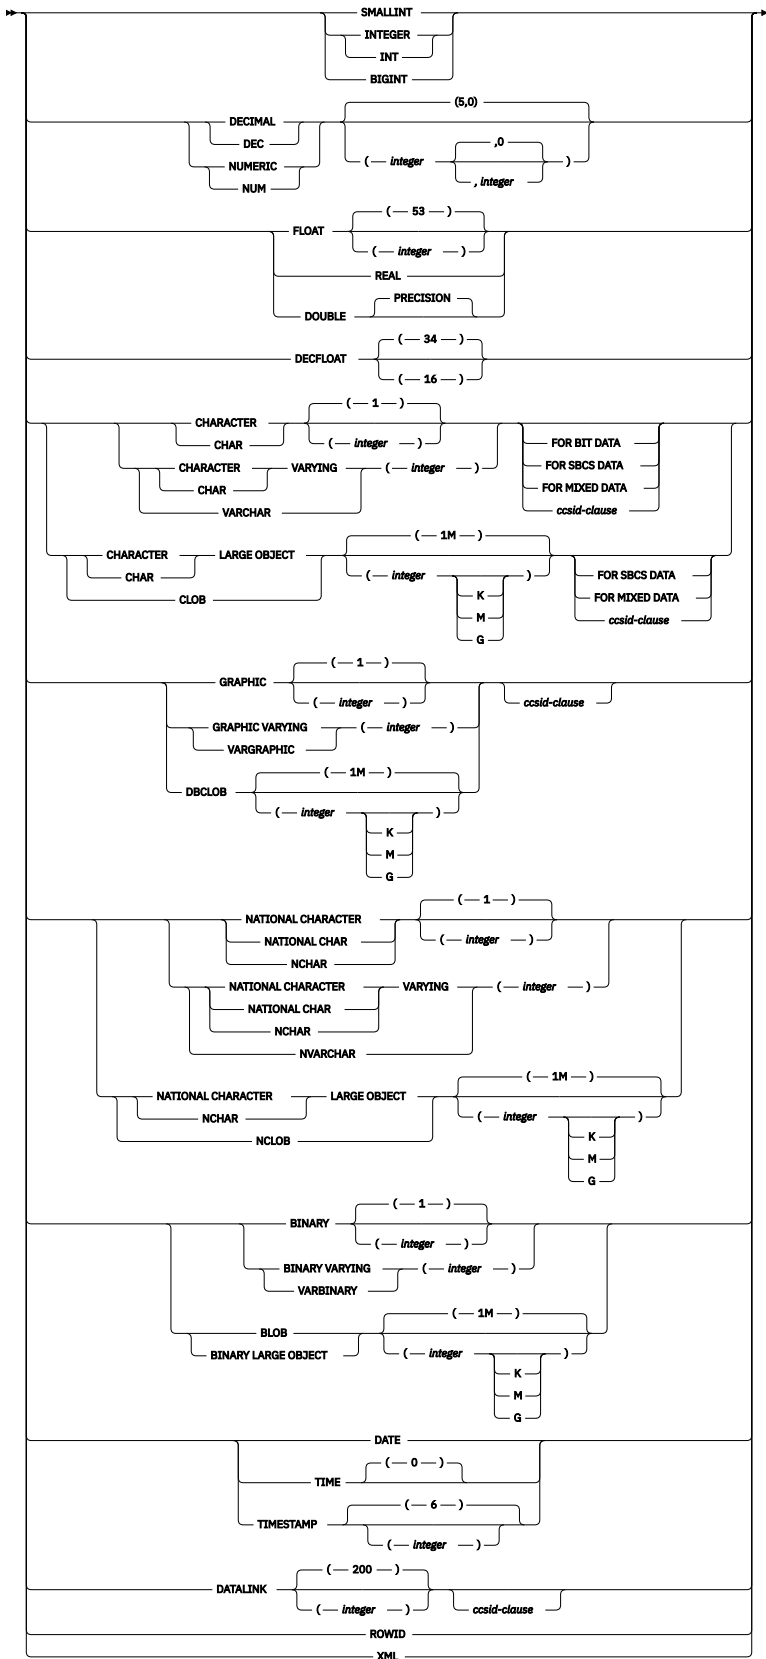 SMALLINT
INTEGER
INT
BIGINT
(5,0)
DECIMAL
DEC
,0
( integer )
NUMERIC
, integer
NUM
( 53 )
FLOAT
( integer )
REAL
PRECISION
DOUBLE
( 34 )
DECFLOAT
( 16 )
( 1 )
CHARACTER
CHAR ( integer ) FOR BIT DATA
CHARACTER VARYING ( integer ) FOR SBCS DATA
CHAR FOR MIXED DATA
VARCHAR ccsid-clause
( 1M )
CHARACTER LARGE OBJECT
CHAR ( integer ) FOR SBCS DATA
K
CLOB FOR MIXED DATA
M
ccsid-clause
G
( 1 )
GRAPHIC
( integer ) ccsid-clause
GRAPHIC VARYING ( integer )
VARGRAPHIC
( 1M )
DBCLOB
( integer )
K
M
G
( 1 )
NATIONAL CHARACTER
NATIONAL CHAR ( integer )
NCHAR
NATIONAL CHARACTER VARYING ( integer )
NATIONAL CHAR
NCHAR
NVARCHAR
( 1M )
NATIONAL CHARACTER LARGE OBJECT
NCHAR ( integer )
K
NCLOB
M
G
( 1 )
BINARY
( integer )
BINARY VARYING ( integer )
VARBINARY
( 1M )
BLOB
BINARY LARGE OBJECT ( integer )
K
M
G
DATE
( 0 )
TIME
( 6 )
TIMESTAMP
( integer )
( 200 )
DATALINK
( integer ) ccsid-clause
ROWID
XML